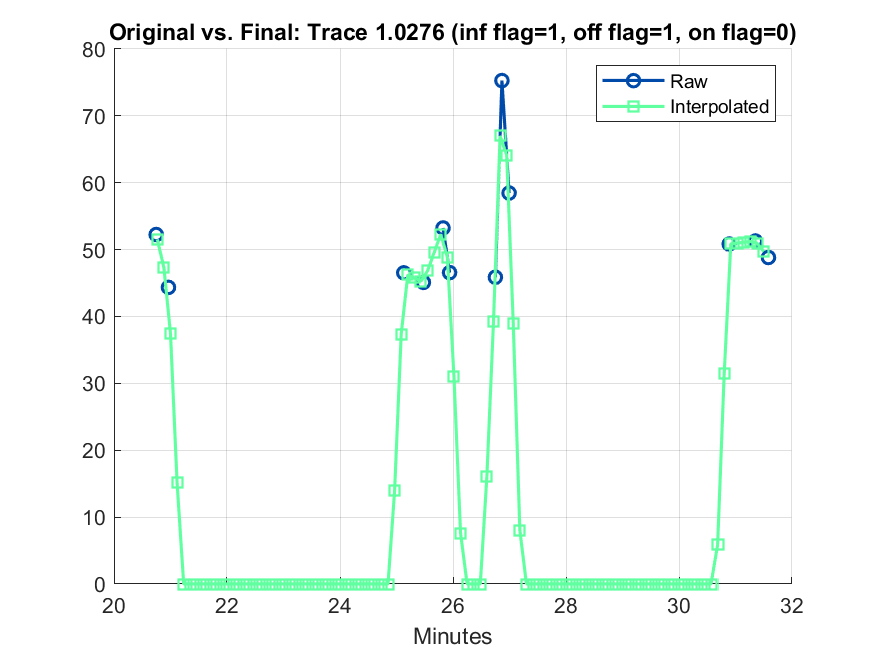 Original vs. Final: Trace 1.0276 (inf flag=1, off flag=1, on flag=0)
80
70
60
50
40
30
20
10
0
Raw
Interpolated
20 22 24 26 28 30 32
Minutes